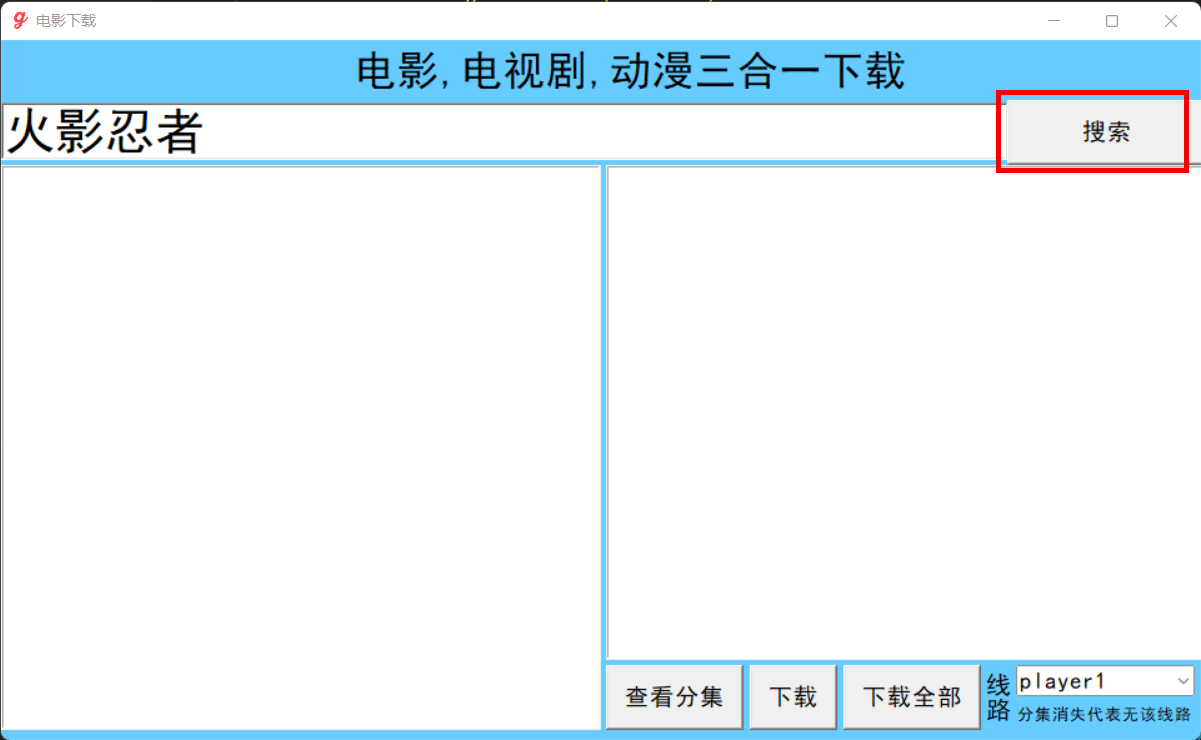 电影下载
电影,电视剧,动漫三合一下载
火影忍者
搜索
查看分集
下载
下载全部
线路
player1
分集消失代表无该线路